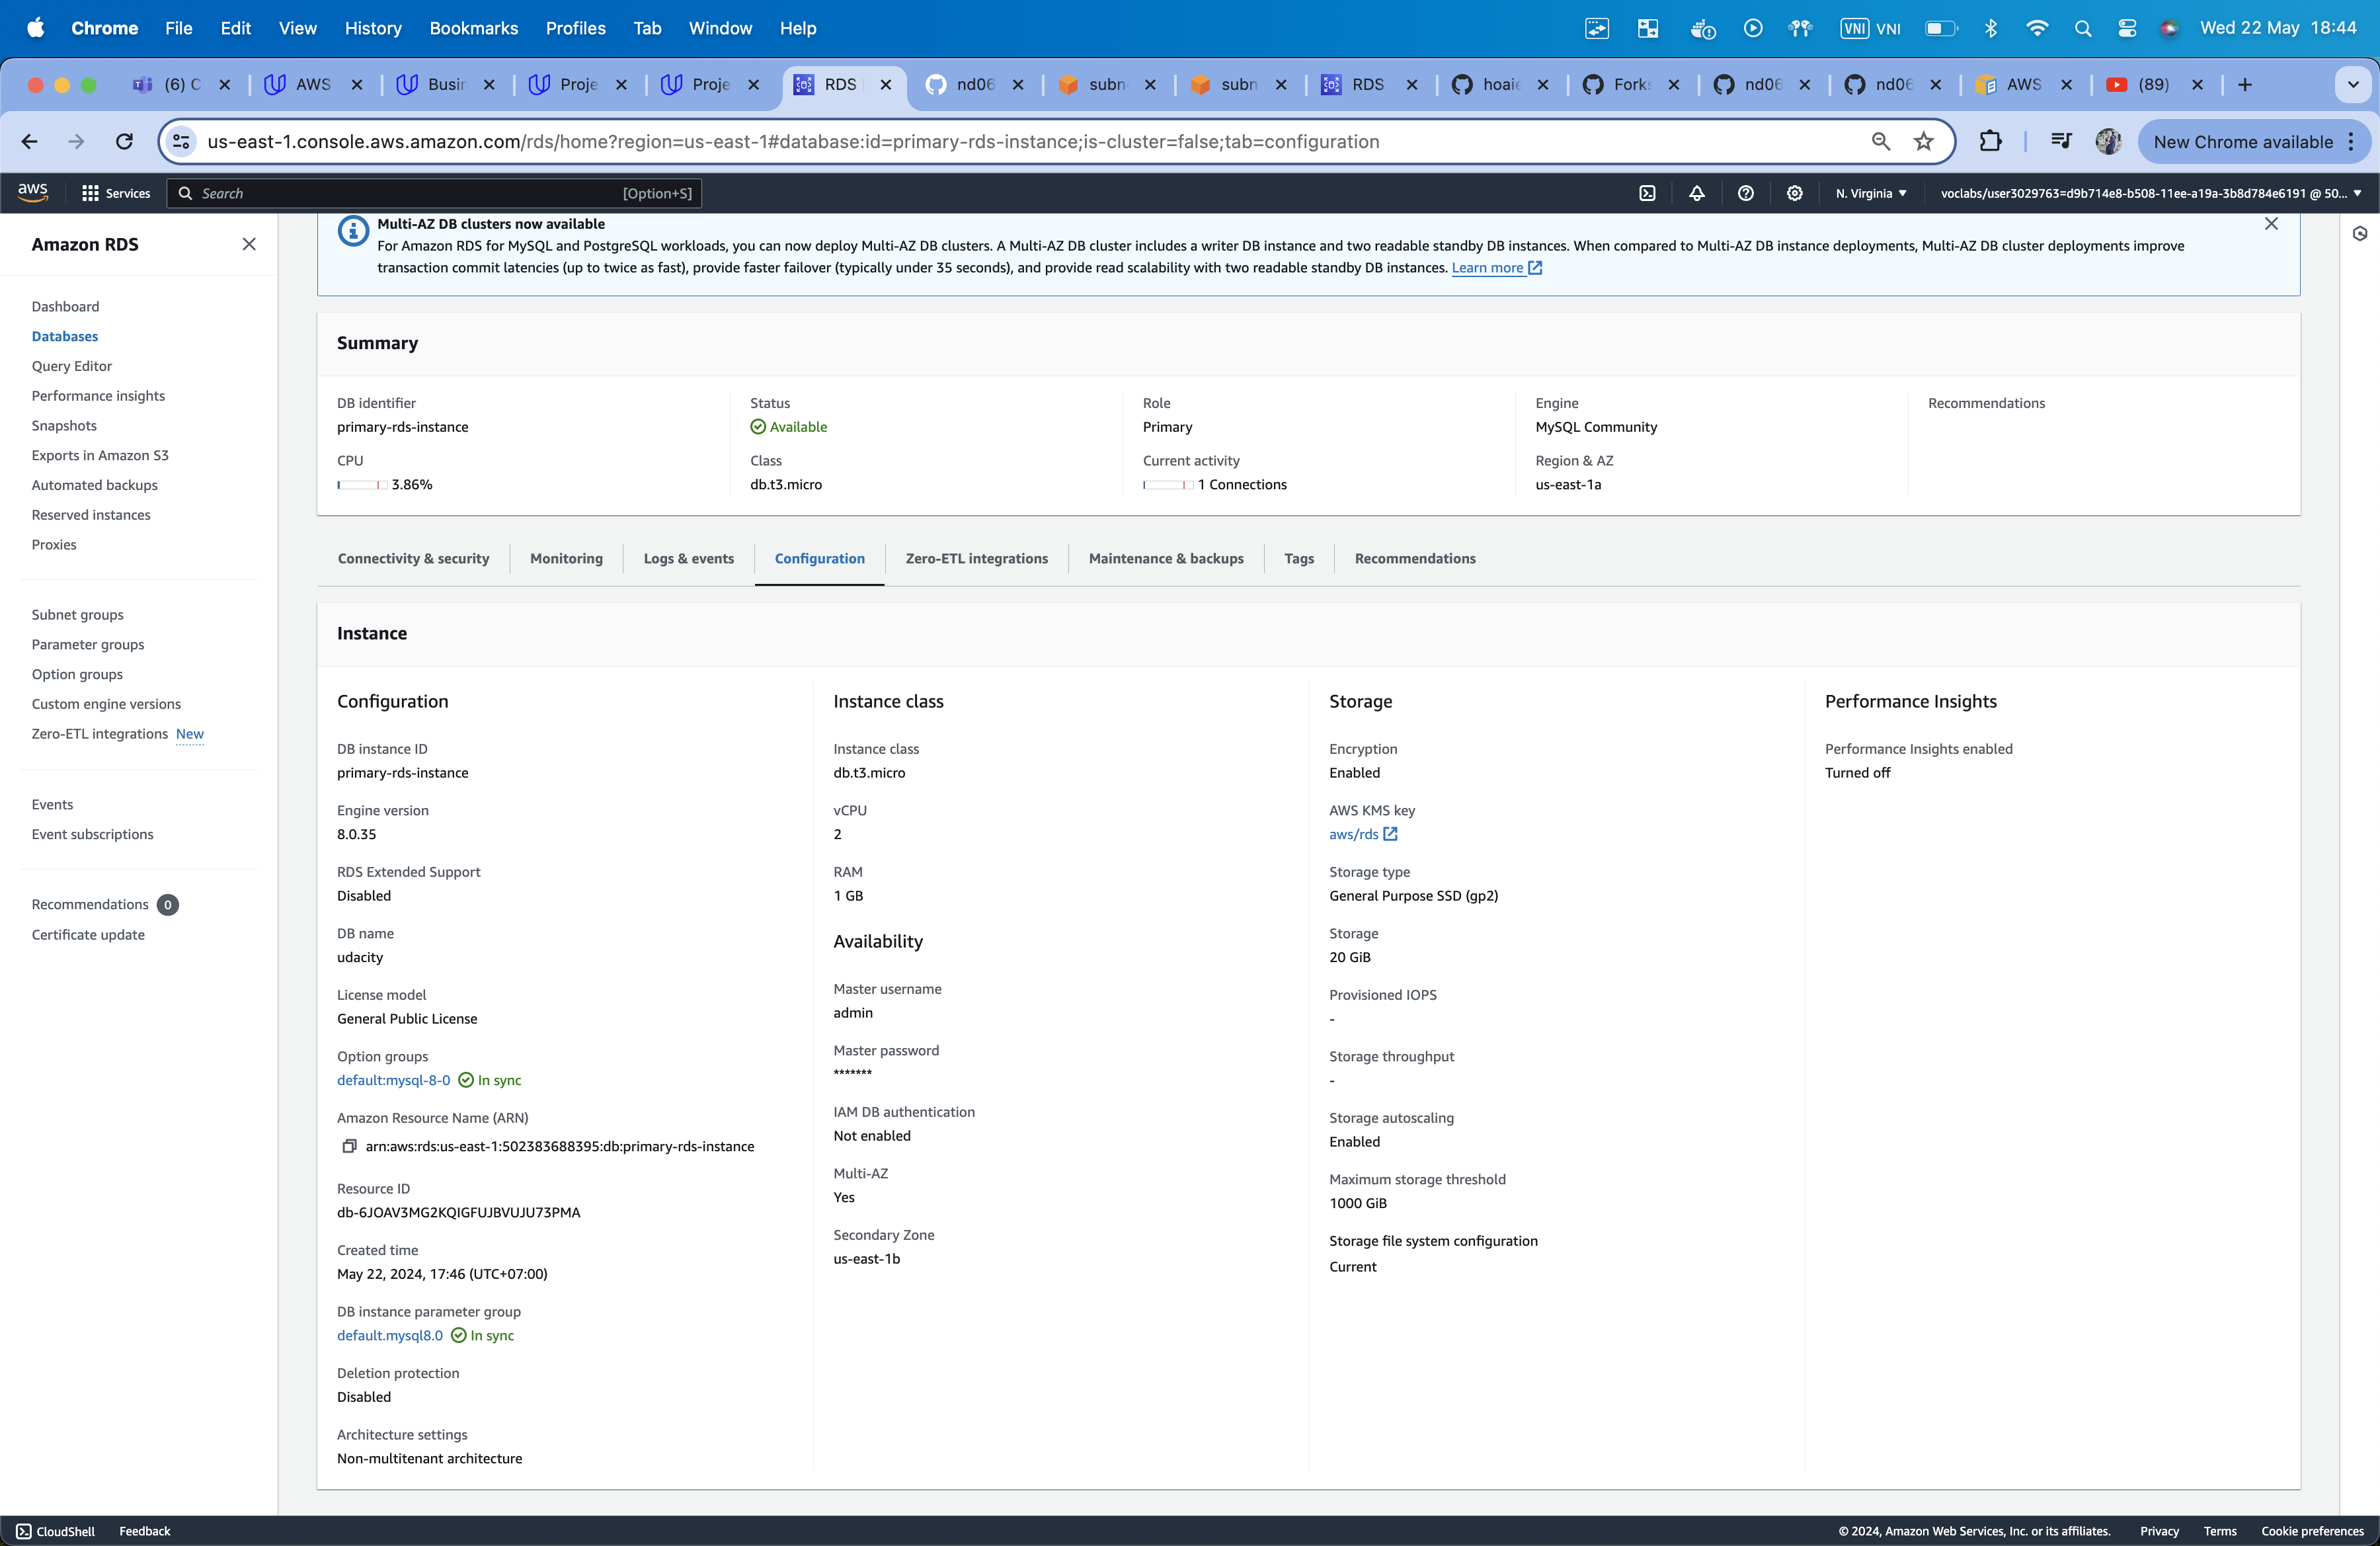 Chrome File Edit View History Bookmarks Profiles Tab Window Help VNI VNI Wed 22 May 18:44
(6) C AWS Busir Proje Proje RDS nd06 subn subn RDS hoaie Forks nd06 nd06 AWS (89)
us-east-1.console.aws.amazon.com/rds/home?region=us-east-1#database:id=primary-rds-instance;is-cluster=false;tab=configuration New Chrome available
aws Services Search [Option+S] N. Virginia voclabs/user3029763=d9b714e8-b508-11ee-a19a-3b8d784e6191 @ 50...
Amazon RDS
Dashboard
Databases
Query Editor
Performance insights
Snapshots
Exports in Amazon S3
Automated backups
Reserved instances
Proxies
Subnet groups
Parameter groups
Option groups
Custom engine versions
Zero-ETL integrations New
Events
Event subscriptions
Recommendations 0
Certificate update
Multi-AZ DB clusters now available
For Amazon RDS for MySQL and PostgreSQL workloads, you can now deploy Multi-AZ DB clusters. A Multi-AZ DB cluster includes a writer DB instance and two readable standby DB instances. When compared to Multi-AZ DB instance deployments, Multi-AZ DB cluster deployments improve
transaction commit latencies (up to twice as fast), provide faster failover (typically under 35 seconds), and provide read scalability with two readable standby DB instances. Learn more
Summary
DB identifier
primary-rds-instance
CPU
3.86%
Status
Available
Class
db.t3.micro
Role
Primary
Current activity
1 Connections
Engine
MySQL Community
Region & AZ
us-east-1a
Recommendations
Connectivity & security Monitoring Logs & events Configuration Zero-ETL integrations Maintenance & backups Tags Recommendations
Instance
Configuration
DB instance ID
primary-rds-instance
Engine version
8.0.35
RDS Extended Support
Disabled
DB name
udacity
License model
General Public License
Option groups
default:mysql-8-0 In sync
Amazon Resource Name (ARN)
arn:aws:rds:us-east-1:502383688395:db:primary-rds-instance
Resource ID
db-6JOAV3MG2KQIGFUJBVUJU73PMA
Created time
May 22, 2024, 17:46 (UTC+07:00)
DB instance parameter group
default.mysql8.0 In sync
Deletion protection
Disabled
Architecture settings
Non-multitenant architecture
Instance class
Instance class
db.t3.micro
vCPU
2
RAM
1 GB
Availability
Master username
admin
Master password
*******
IAM DB authentication
Not enabled
Multi-AZ
Yes
Secondary Zone
us-east-1b
Storage
Encryption
Enabled
AWS KMS key
aws/rds
Storage type
General Purpose SSD (gp2)
Storage
20 GiB
Provisioned IOPS
-
Storage throughput
-
Storage autoscaling
Enabled
Maximum storage threshold
1000 GiB
Storage file system configuration
Current
Performance Insights
Performance Insights enabled
Turned off
CloudShell Feedback © 2024, Amazon Web Services, Inc. or its affiliates. Privacy Terms Cookie preferences